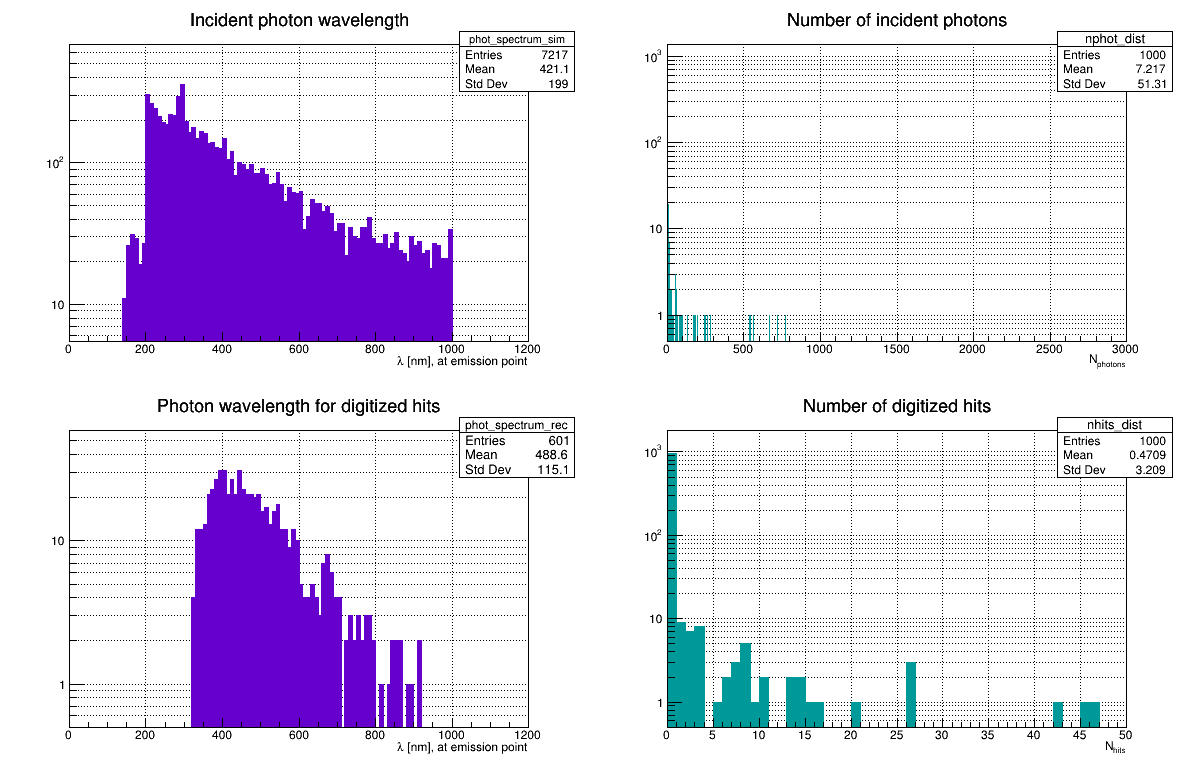 Incident photon wavelength
phot_spectrum_sim
Entries 7217
Mean 421.1
Std Dev 199
10²
10
0 200 400 600 800 1000 1200
λ [nm], at emission point
Number of incident photons
nphot_dist
Entries 1000
Mean 7.217
Std Dev 51.31
10³
10²
10
1
0 500 1000 1500 2000 2500 3000
N_photons
Photon wavelength for digitized hits
phot_spectrum_rec
Entries 601
Mean 488.6
Std Dev 115.1
10
1
0 200 400 600 800 1000 1200
λ [nm], at emission point
Number of digitized hits
nhits_dist
Entries 1000
Mean 0.4709
Std Dev 3.209
10³
10²
10
1
0 5 10 15 20 25 30 35 40 45 50
N_hits